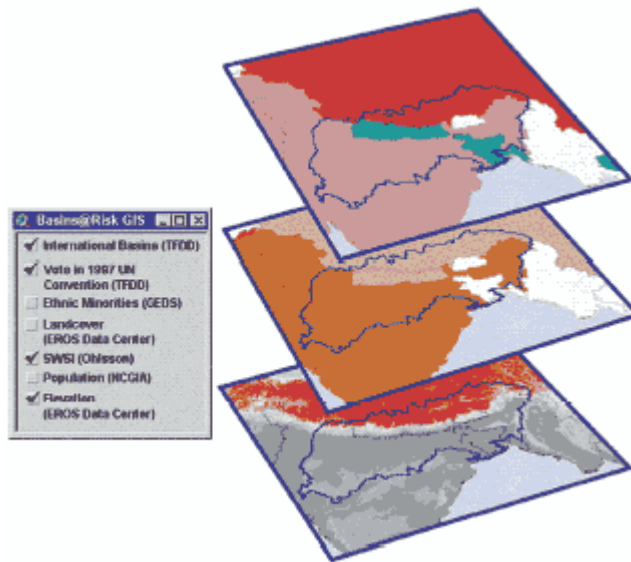 Basins@Risk GIS
International Basins (TFDD)
Vote in 1997 UN
Convention (TFDD)
Ethnic Minorities (GEDS)
Landcover
(EROS Data Center)
SWSI (Ohlsson)
Population (NCGIA)
Elevation
(EROS Data Center)